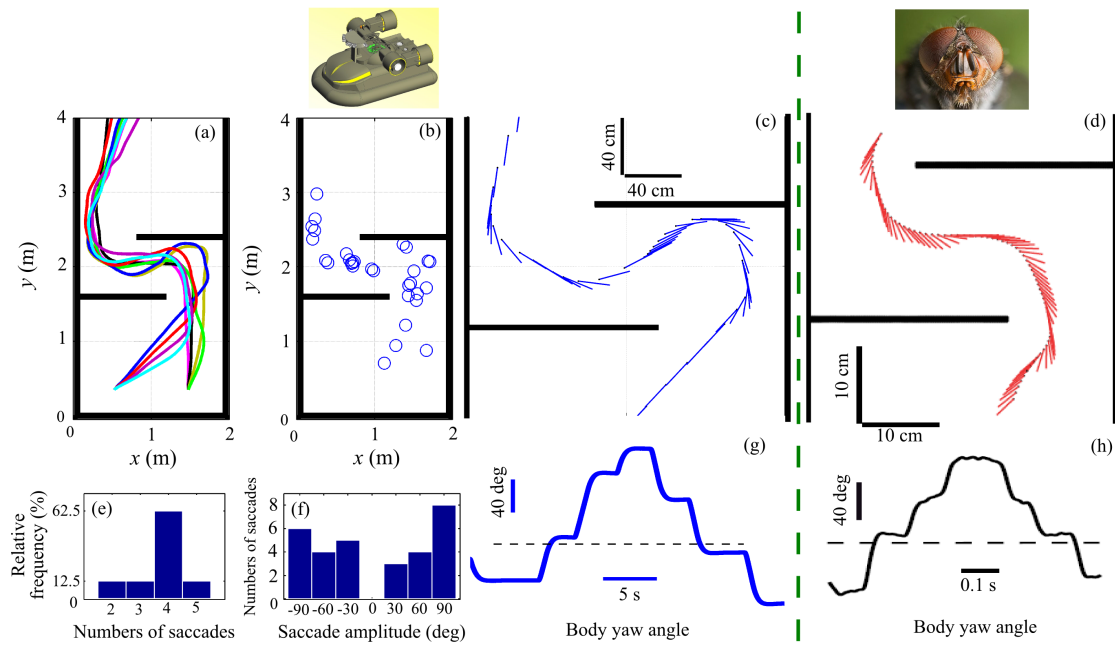 (a)
4
3
2
1
0
y (m)
0
1
2
x (m)
(b)
4
3
2
1
0
y (m)
0
1
2
x (m)
(c)
40 cm
40 cm
(d)
10 cm
10 cm
(e)
62.5
12.5
0
Relative
frequency (%)
2 3 4 5
Numbers of saccades
(f)
8
6
4
2
0
Numbers of saccades
-90 -60 -30 0 30 60 90
Saccade amplitude (deg)
(g)
40 deg
5 s
Body yaw angle
(h)
40 deg
0.1 s
Body yaw angle